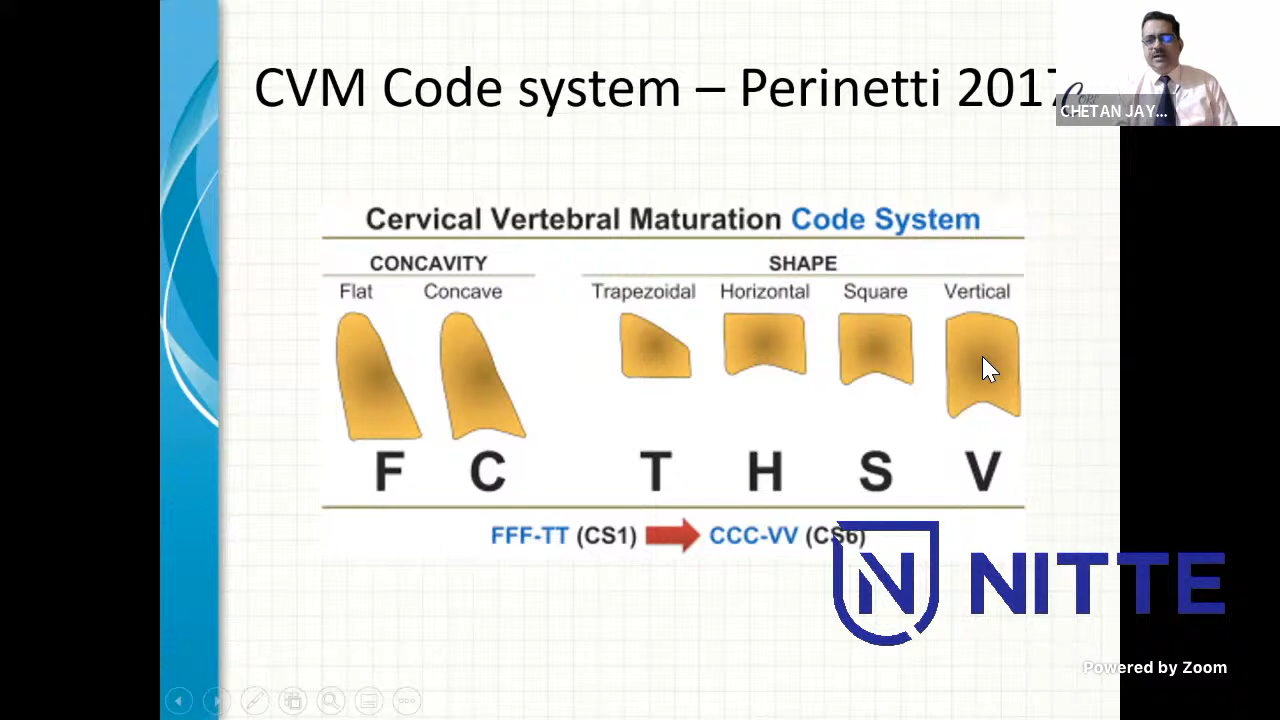 CVM Code system – Perinetti 2017
CHETAN JAY...
Cervical Vertebral Maturation Code System
CONCAVITY SHAPE
Flat Concave Trapezoidal Horizontal Square Vertical
F C T H S V
FFF-TT (CS1) CCC-VV (CS6)
N NITTE
Powered by Zoom